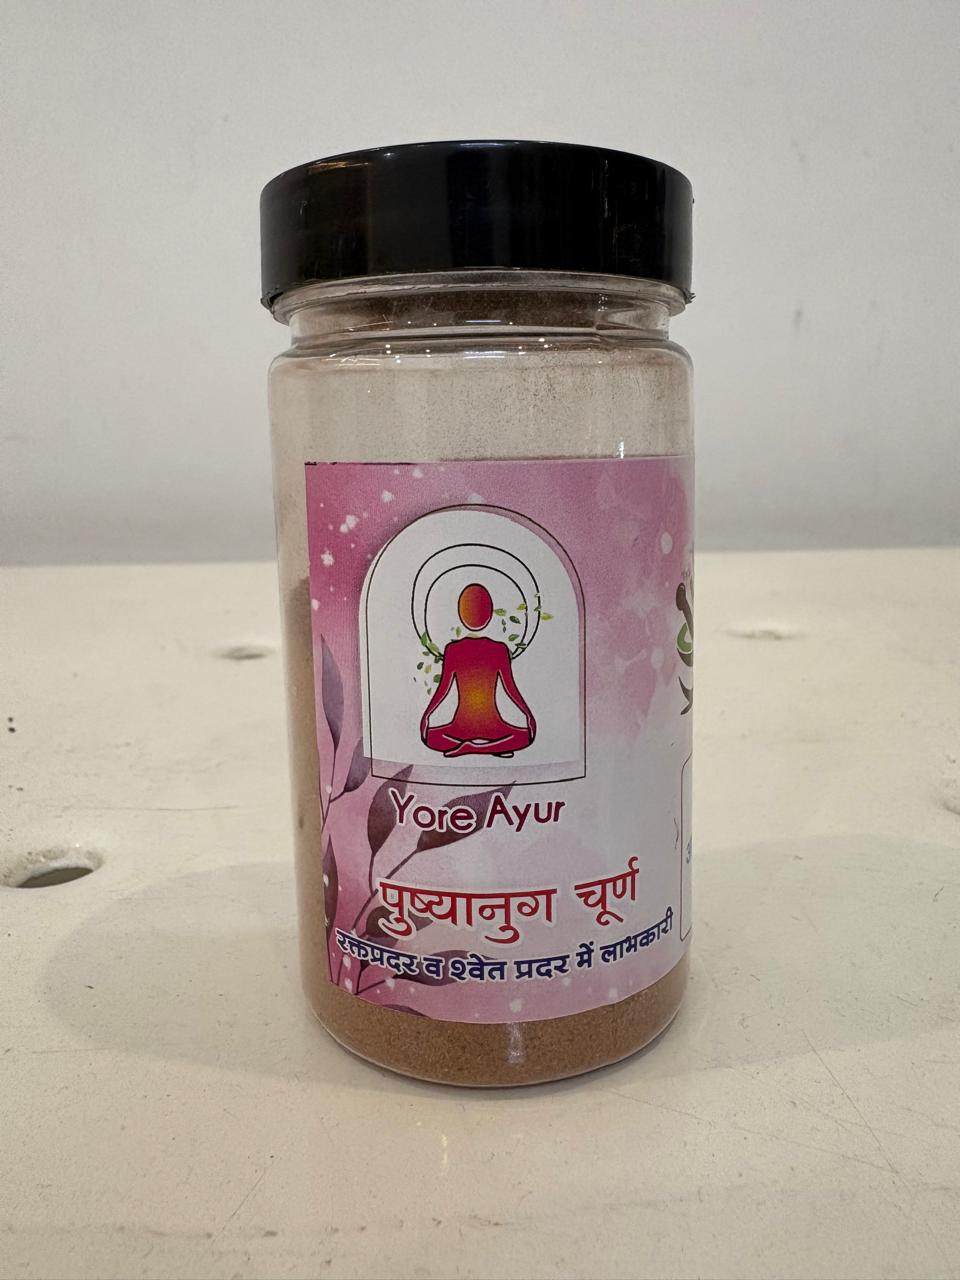 Yore Ayur
पुष्यानुग चूर्ण
रक्तप्रदर व श्वेत प्रदर में लाभकारी